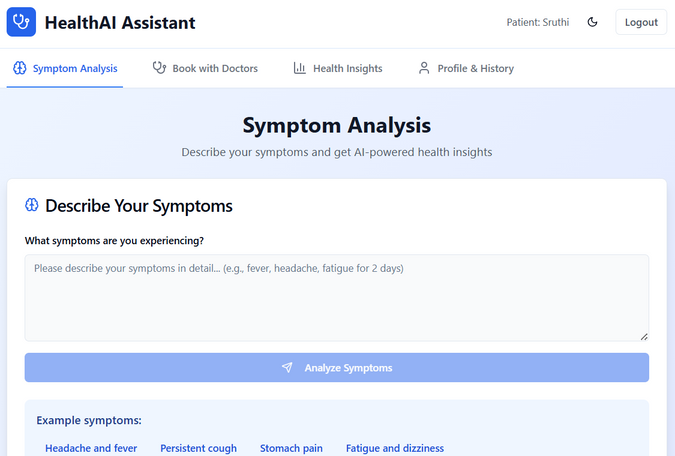 HealthAI Assistant
Patient: Sruthi
Logout
Symptom Analysis
Book with Doctors
Health Insights
Profile & History
Symptom Analysis
Describe your symptoms and get AI-powered health insights
Describe Your Symptoms
What symptoms are you experiencing?
Please describe your symptoms in detail... (e.g., fever, headache, fatigue for 2 days)
Analyze Symptoms
Example symptoms:
Headache and fever
Persistent cough
Stomach pain
Fatigue and dizziness